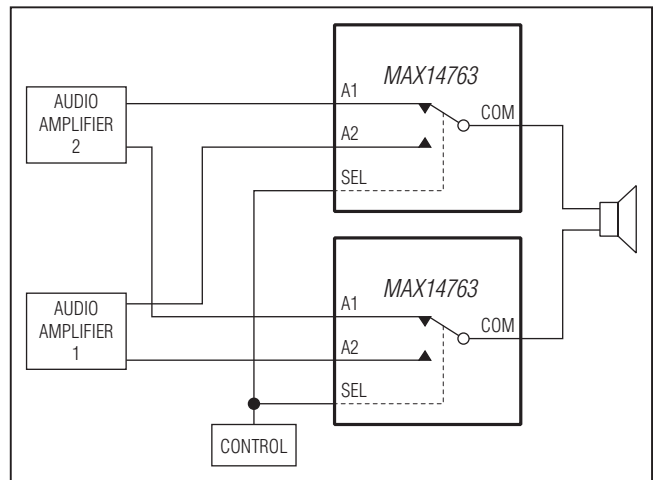 MAX14763
AUDIO
AMPLIFIER
2
A1
COM
A2
SEL
MAX14763
AUDIO
AMPLIFIER
1
A1
COM
A2
SEL
CONTROL